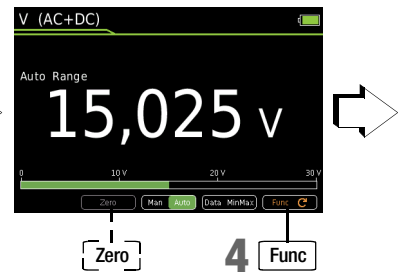 V (AC+DC)
Auto Range
15,025 V
0 10 V 20 V 30 V
Zero Man Auto Data MinMax Func
Zero 4 Func